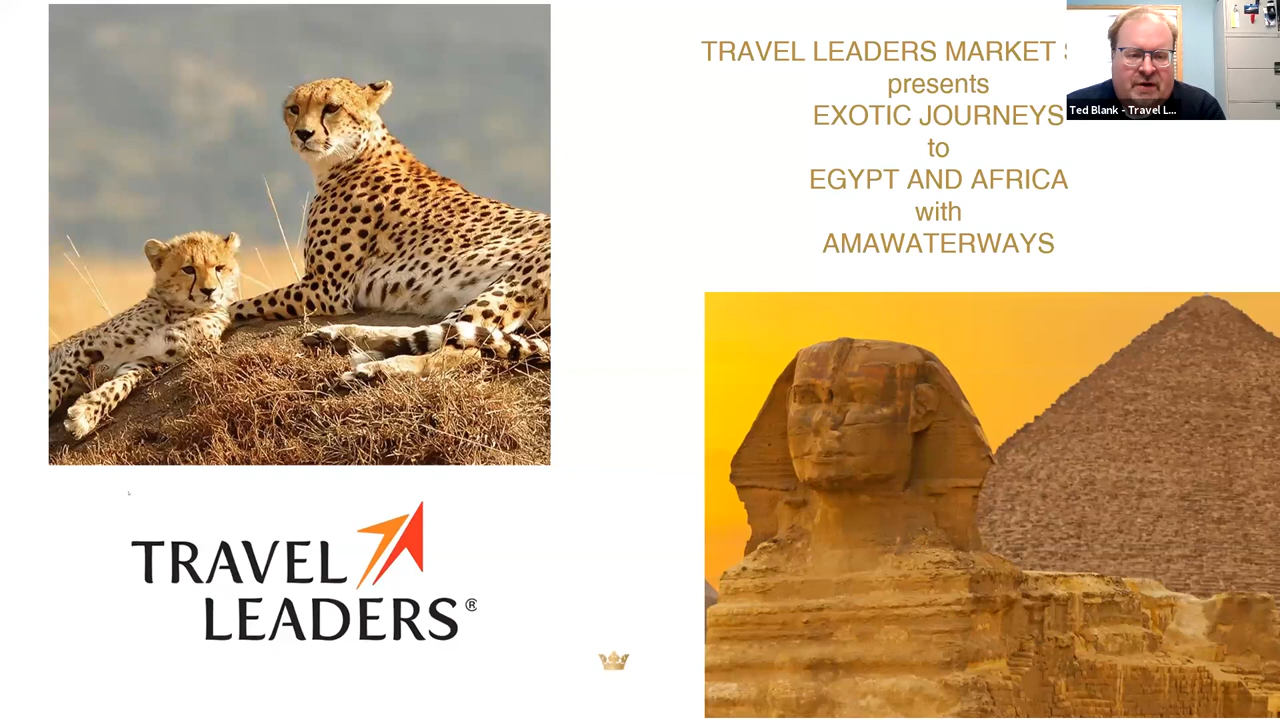 TRAVEL LEADERS MARKET
presents
EXOTIC JOURNEYS
to
EGYPT AND AFRICA
with
AMAWATERWAYS
Ted Blank - Travel L...
TRAVEL
LEADERS®